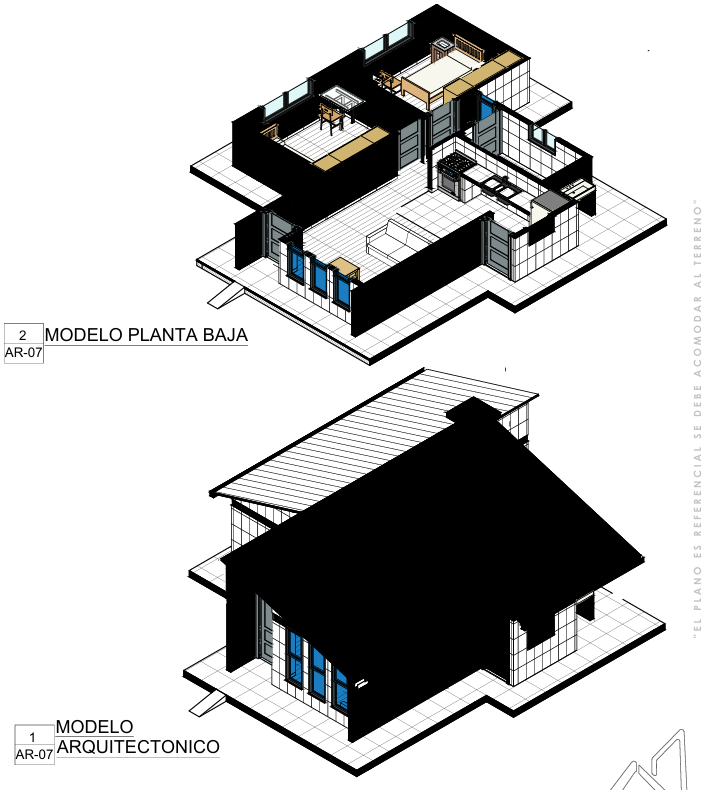 2
AR-07
MODELO PLANTA BAJA
1
AR-07
MODELO
ARQUITECTONICO
"EL PLANO ES REFERENCIAL SE DEBE ACOMODAR AL TERRENO"